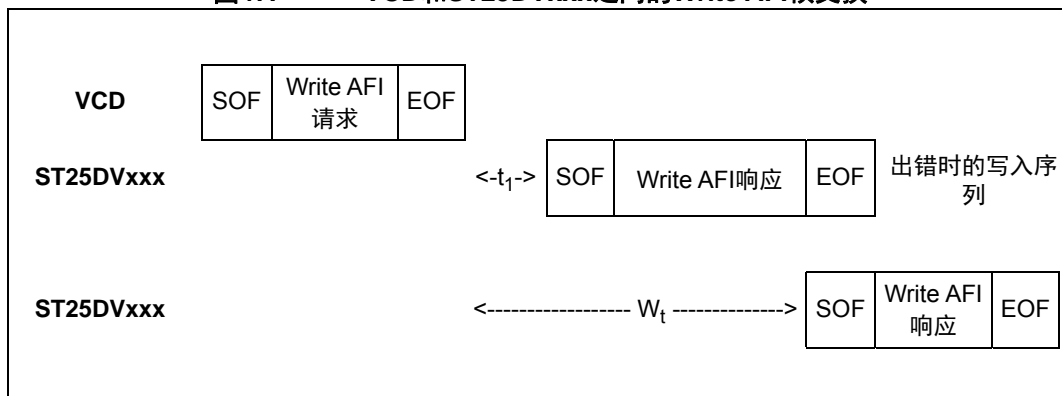 VCD SOF Write AFI 请求 EOF
ST25DVxxx <-t1-> SOF Write AFI响应 EOF 出错时的写入序列
ST25DVxxx <------------------ Wt --------------> SOF Write AFI 响应 EOF